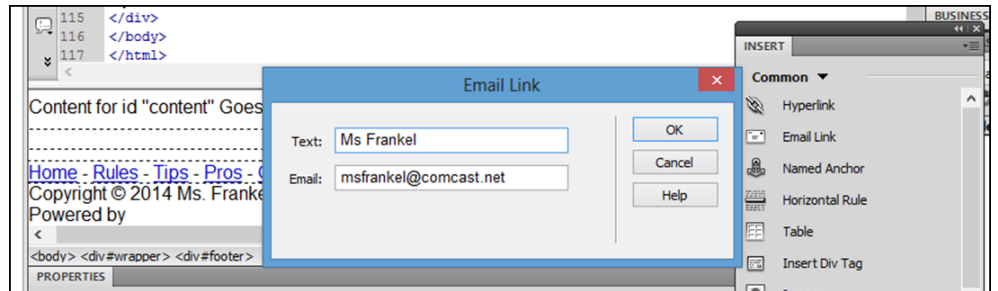 115 </div>
116 </body>
117 </html>
BUSINESS
INSERT
Common
Hyperlink
Email Link
Named Anchor
Horizontal Rule
Table
Insert Div Tag
Email Link
Text: Ms Frankel
Email: msfrankel@comcast.net
OK
Cancel
Help
Content for id "content" Goes
Home - Rules - Tips - Pros -
Copyright © 2014 Ms. Franke
Powered by
<body> <div#wrapper> <div#footer>
PROPERTIES